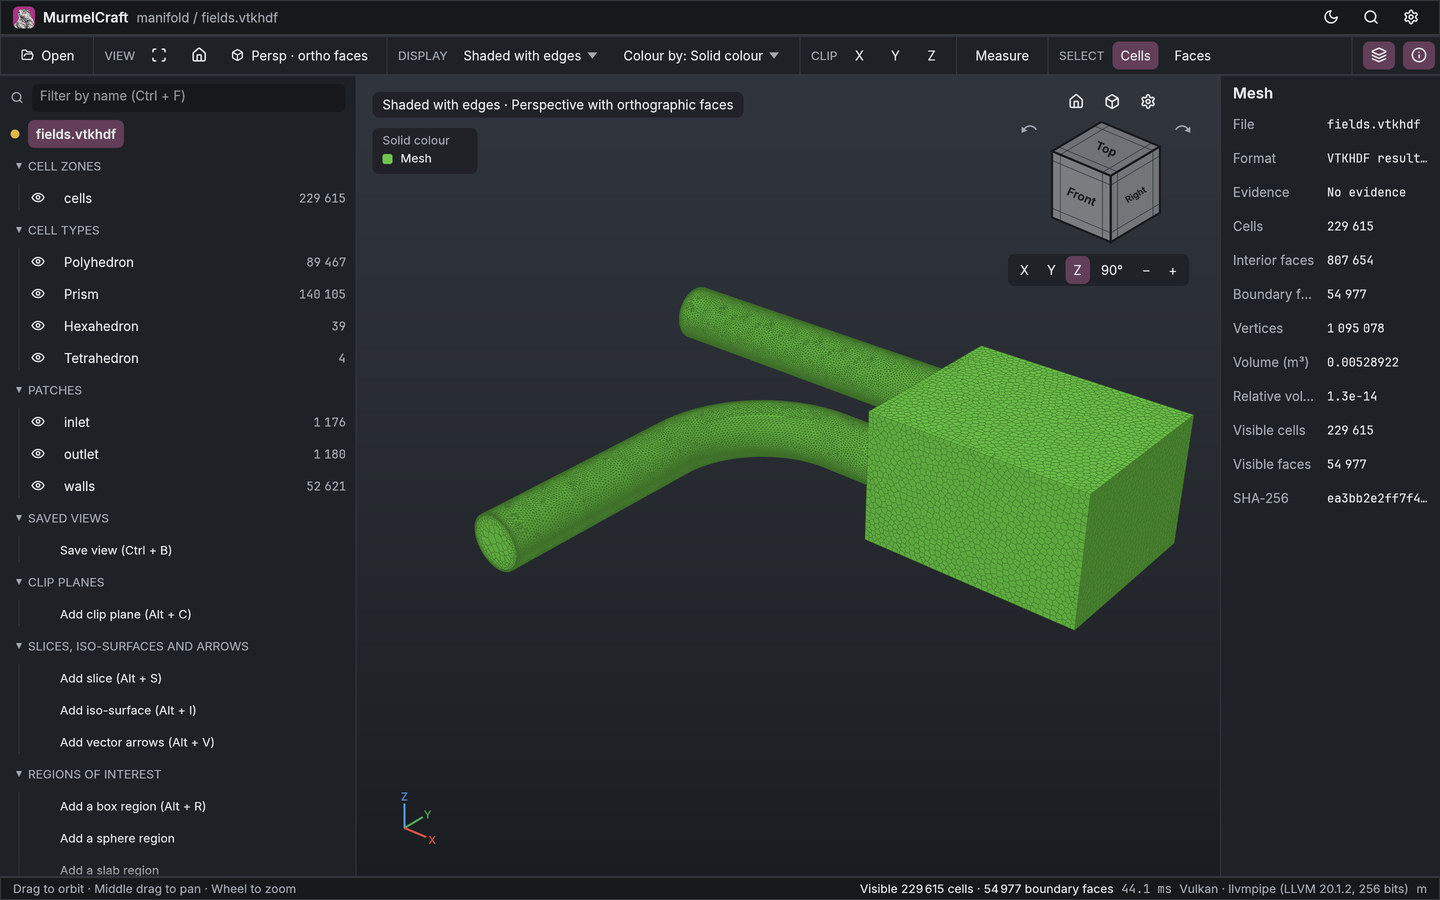 MurmelCraft manifold / fields.vtkhdf
Open VIEW Persp · ortho faces DISPLAY Shaded with edges Colour by: Solid colour CLIP X Y Z Measure SELECT Cells Faces
Filter by name (Ctrl + F)
fields.vtkhdf
CELL ZONES
cells 229 615
CELL TYPES
Polyhedron 89 467
Prism 140 105
Hexahedron 39
Tetrahedron 4
PATCHES
inlet 1 176
outlet 1 180
walls 52 621
SAVED VIEWS
Save view (Ctrl + B)
CLIP PLANES
Add clip plane (Alt + C)
SLICES, ISO-SURFACES AND ARROWS
Add slice (Alt + S)
Add iso-surface (Alt + I)
Add vector arrows (Alt + V)
REGIONS OF INTEREST
Add a box region (Alt + R)
Add a sphere region
Add a slab region
Shaded with edges · Perspective with orthographic faces
Solid colour
Mesh
Top
Front
Right
X Y Z 90° − +
Z
Y
X
Mesh
File fields.vtkhdf
Format VTKHDF result…
Evidence No evidence
Cells 229 615
Interior faces 807 654
Boundary f… 54 977
Vertices 1 095 078
Volume (m³) 0.00528922
Relative vol… 1.3e-14
Visible cells 229 615
Visible faces 54 977
SHA-256 ea3bb2e2ff7f4…
Drag to orbit · Middle drag to pan · Wheel to zoom
Visible 229 615 cells · 54 977 boundary faces 44.1 ms Vulkan · llvmpipe (LLVM 20.1.2, 256 bits) m